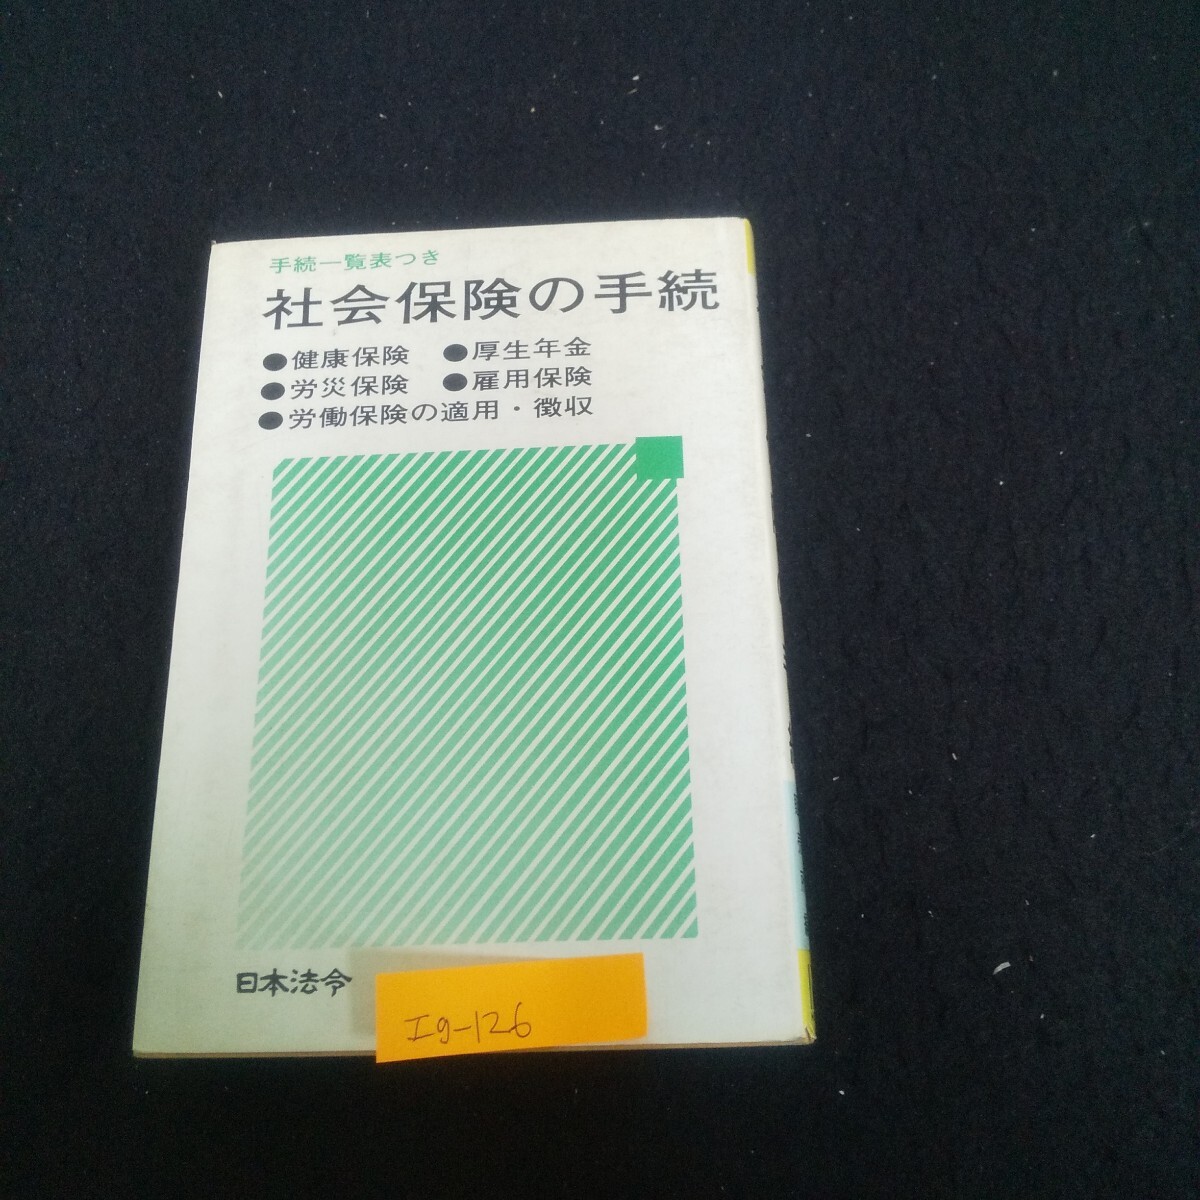 手続一覧表つき
社会保険の手続
●健康保険 ●厚生年金
●労災保険 ●雇用保険
●労働保険の適用・徴収
日本法令
Ig-126